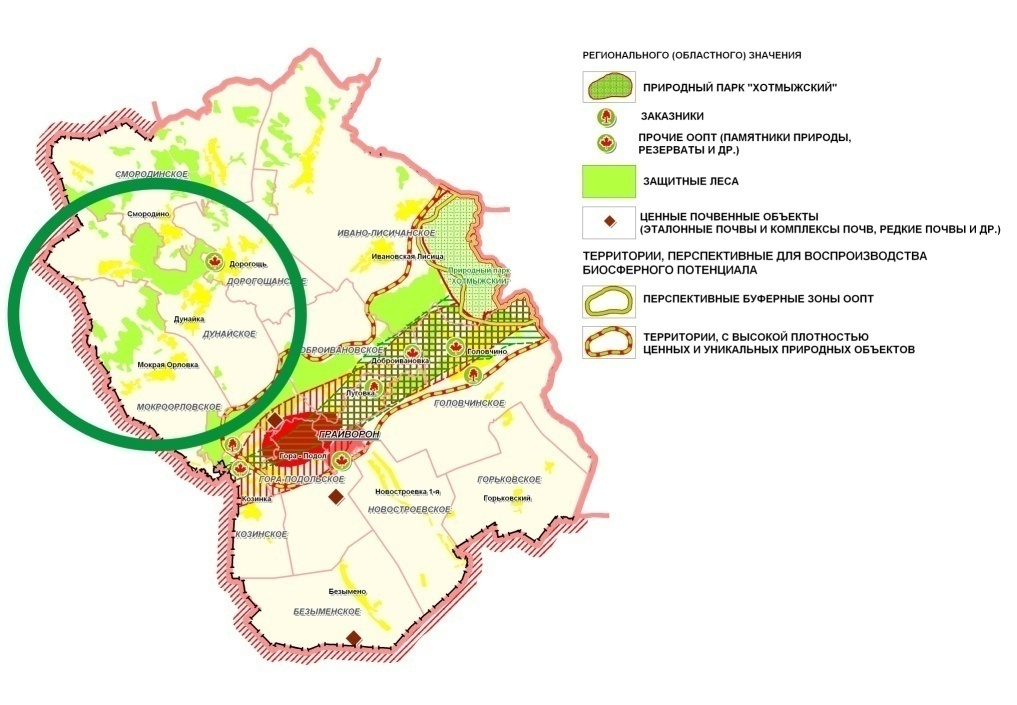 РЕГИОНАЛЬНОГО (ОБЛАСТНОГО) ЗНАЧЕНИЯ
ПРИРОДНЫЙ ПАРК "ХОТМЫЖСКИЙ"
ЗАКАЗНИКИ
ПРОЧИЕ ООПТ (ПАМЯТНИКИ ПРИРОДЫ,
РЕЗЕРВАТЫ И ДР.)
ЗАЩИТНЫЕ ЛЕСА
ЦЕННЫЕ ПОЧВЕННЫЕ ОБЪЕКТЫ
(ЭТАЛОННЫЕ ПОЧВЫ И КОМПЛЕКСЫ ПОЧВ, РЕДКИЕ ПОЧВЫ И ДР.)
ТЕРРИТОРИИ, ПЕРСПЕКТИВНЫЕ ДЛЯ ВОСПРОИЗВОДСТВА
БИОСФЕРНОГО ПОТЕНЦИАЛА
ПЕРСПЕКТИВНЫЕ БУФЕРНЫЕ ЗОНЫ ООПТ
ТЕРРИТОРИИ, С ВЫСОКОЙ ПЛОТНОСТЬЮ
ЦЕННЫХ И УНИКАЛЬНЫХ ПРИРОДНЫХ ОБЪЕКТОВ
СМОРОДИНСКОЕ
Смородино
ИВАНО-ЛИСИЧАНСКОЕ
Ивановская Лисица
Дорогощь
Природный парк
"ХОТМЫЖСКИЙ"
ДОРОГОЩАНСКОЕ
Дунайка
ДУНАЙСКОЕ
ДОБРОИВАНОВСКОЕ
Доброивановка
Головчино
Мокрая Орловка
Луговка
МОКРООРЛОВСКОЕ
ГОЛОВЧИНСКОЕ
ГРАЙВОРОН
Гора - Подол
ГОРА-ПОДОЛЬСКОЕ
ГОРЬКОВСКОЕ
Козинка
Новостроевка 1-я
Горьковский
НОВОСТРОЕВСКОЕ
КОЗИНСКОЕ
Безымено
БЕЗЫМЕНСКОЕ